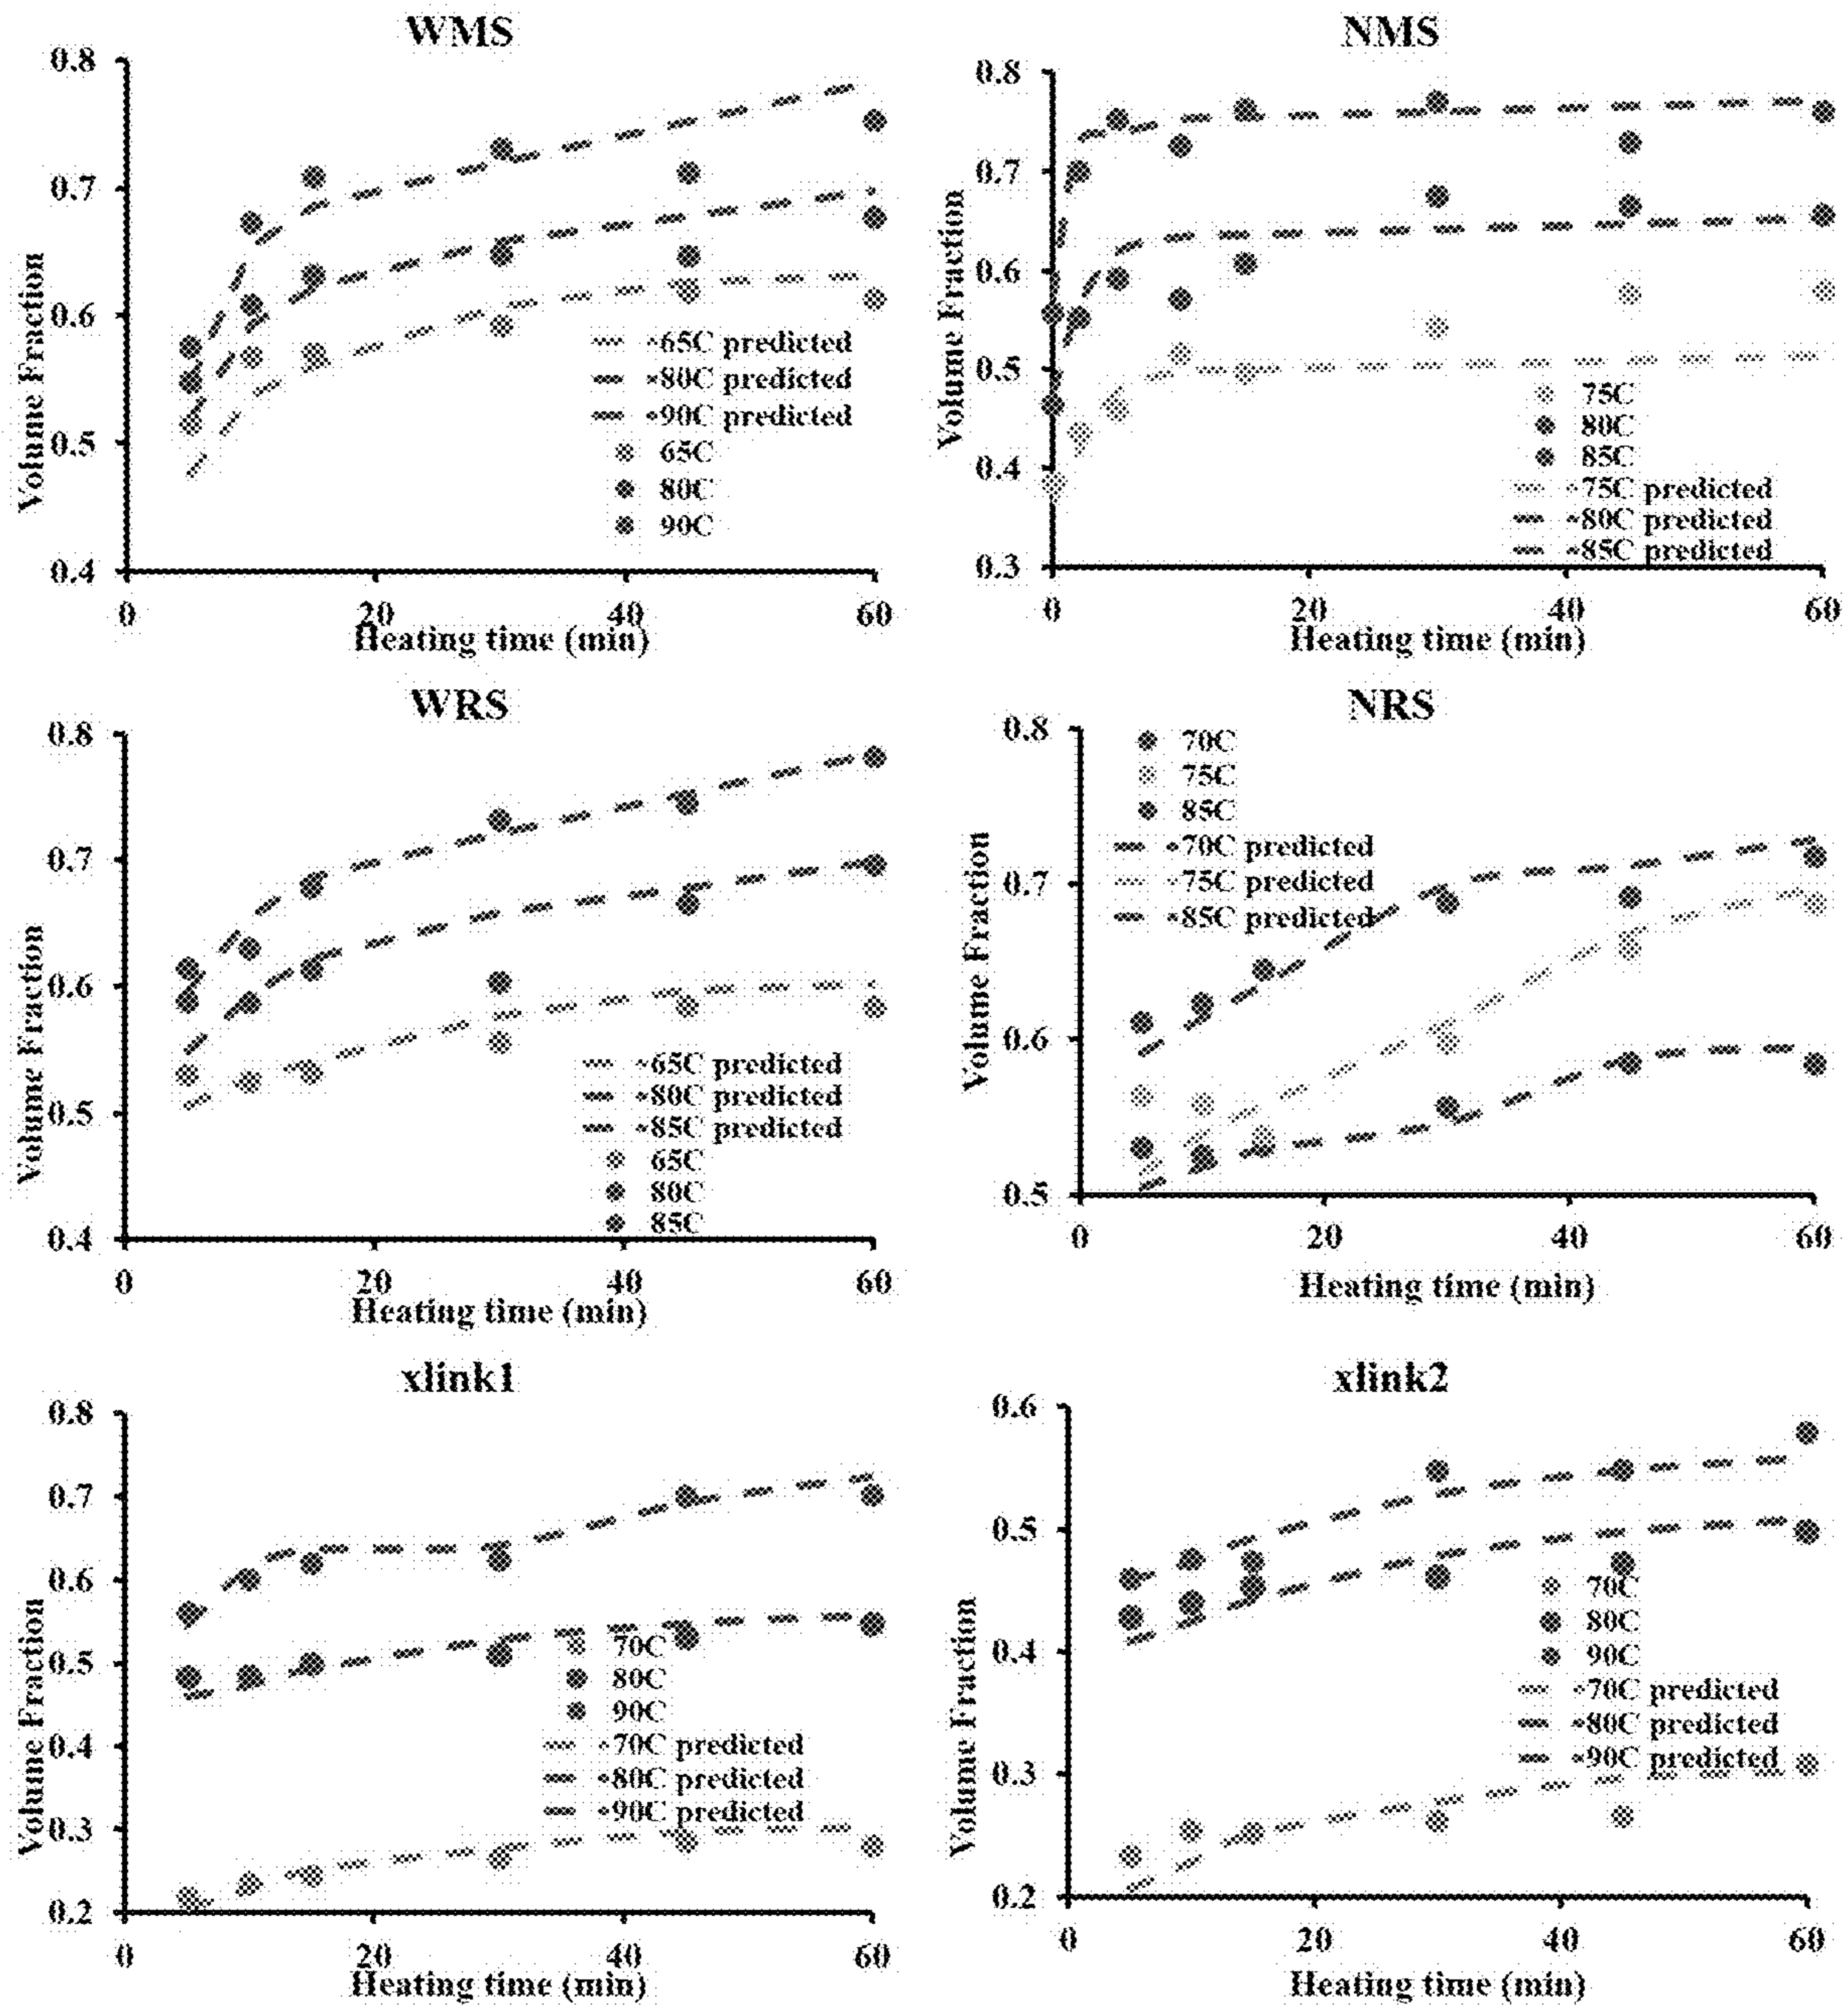 WMS
0.8
0.7
0.6
0.5
0.4
Volume Fraction
65C predicted
80C predicted
90C predicted
65C
80C
90C
0 20 40 60
Heating time (min)
NMS
0.8
0.7
0.6
0.5
0.4
0.3
Volume Fraction
75C
80C
85C
75C predicted
80C predicted
85C predicted
0 20 40 60
Heating time (min)
WRS
0.8
0.7
0.6
0.5
0.4
Volume Fraction
65C predicted
80C predicted
85C predicted
65C
80C
85C
0 20 40 60
Heating time (min)
NRS
0.8
0.7
0.6
0.5
Volume Fraction
70C
75C
85C
70C predicted
75C predicted
85C predicted
0 20 40 60
Heating time (min)
xlink1
0.8
0.7
0.6
0.5
0.4
0.3
0.2
Volume Fraction
70C
80C
90C
70C predicted
80C predicted
90C predicted
0 20 40 60
Heating time (min)
xlink2
0.6
0.5
0.4
0.3
0.2
Volume Fraction
70C
80C
90C
70C predicted
80C predicted
90C predicted
0 20 40 60
Heating time (min)